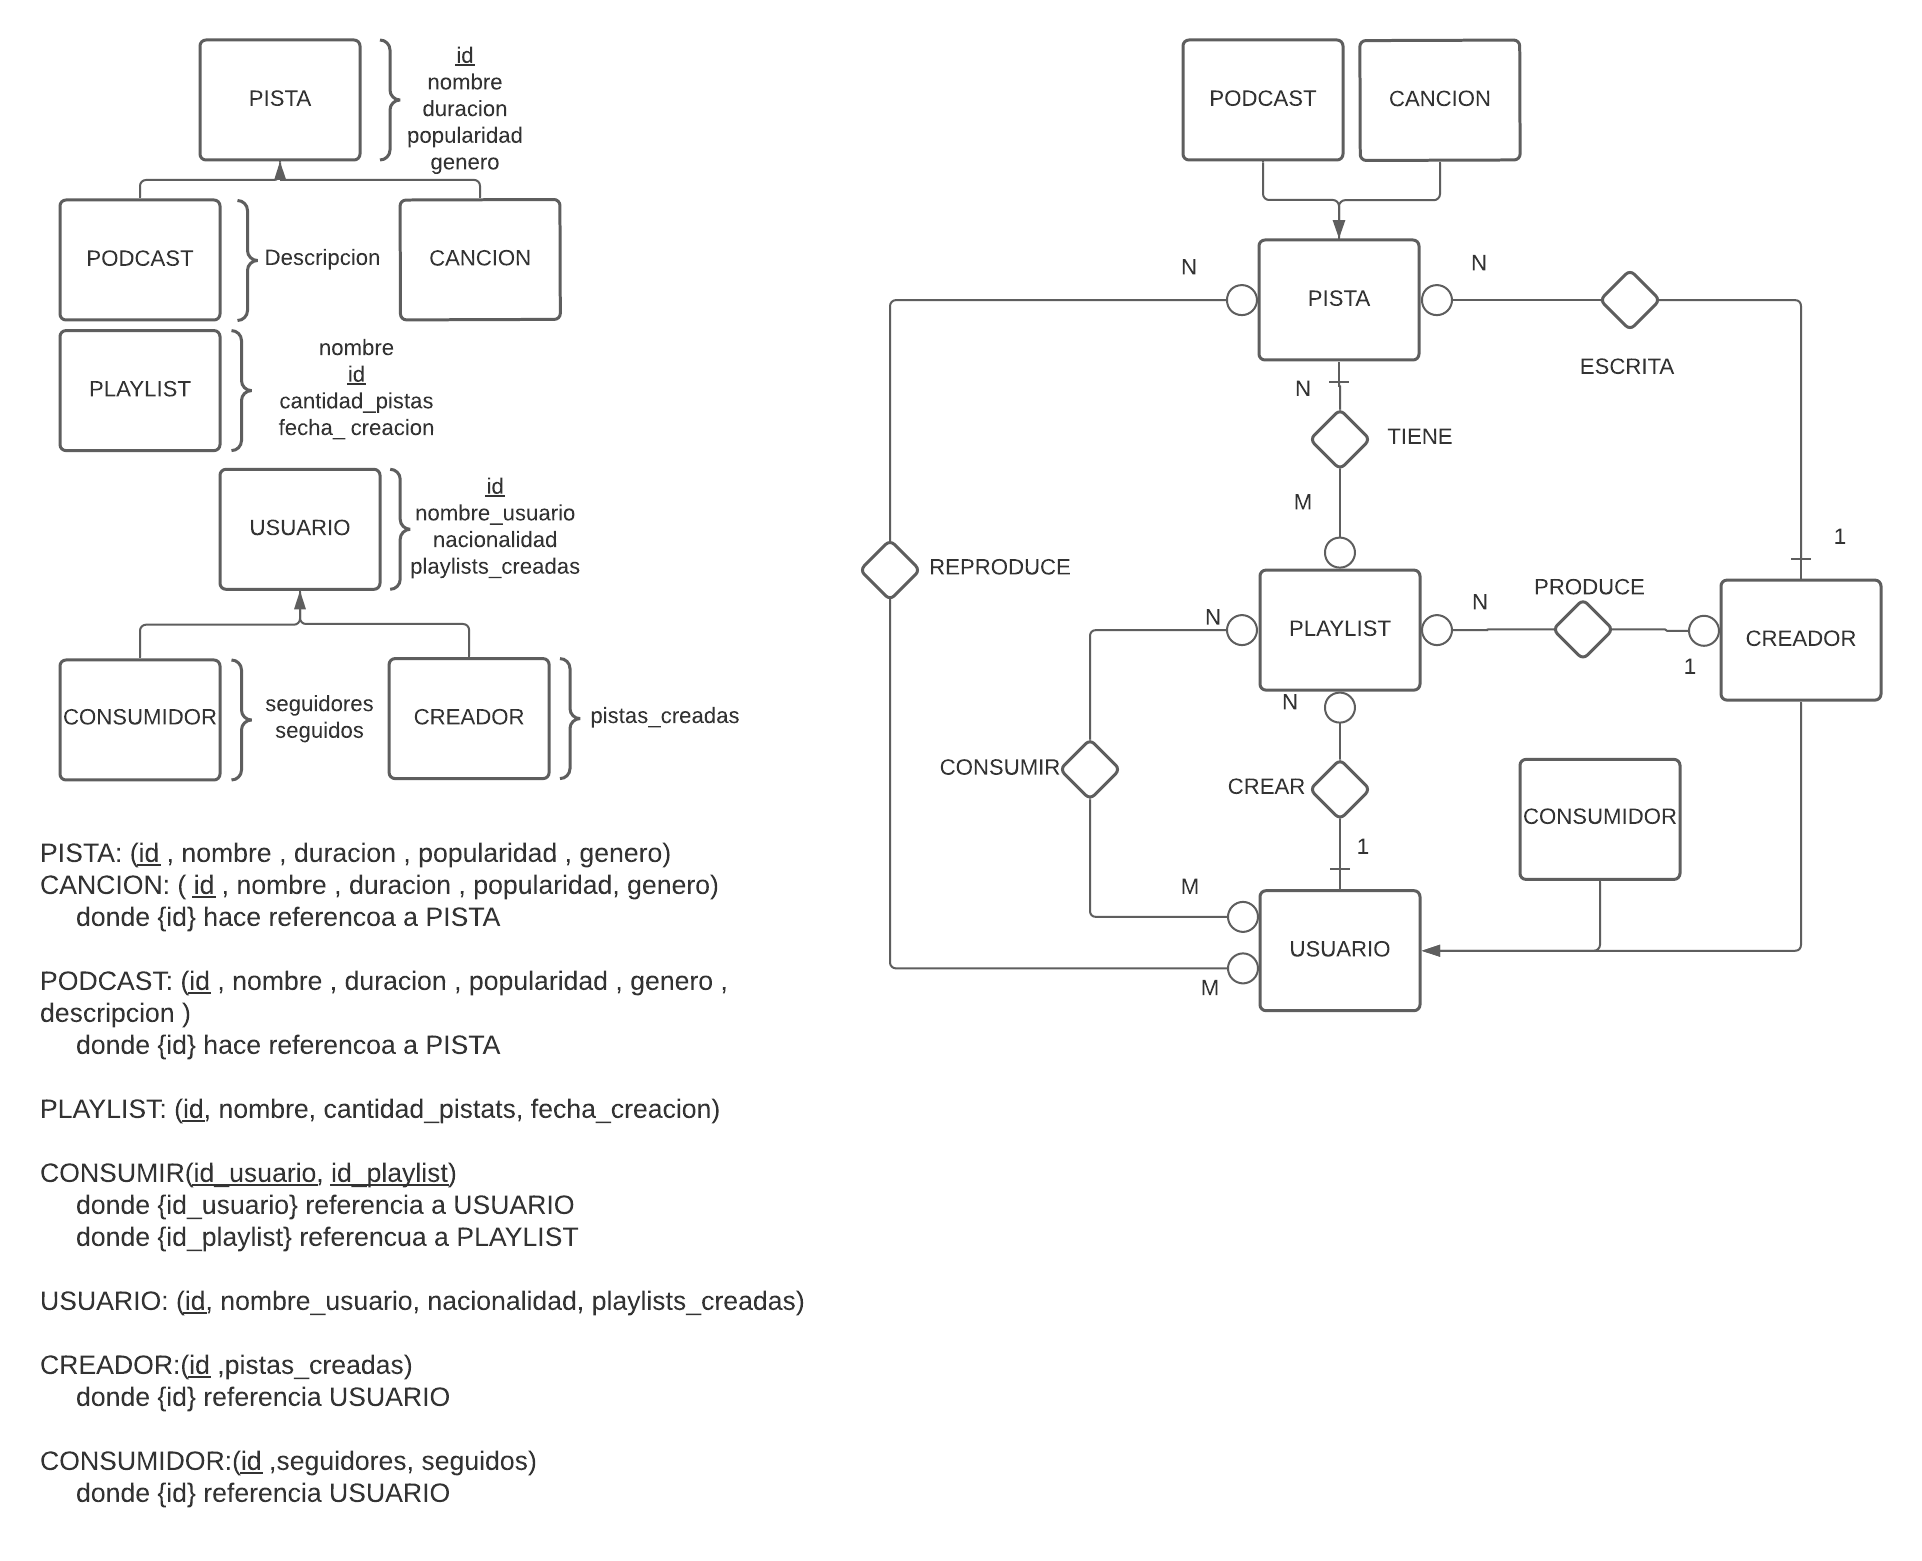 PISTA
id
nombre
duracion
popularidad
genero
PODCAST
Descripcion
CANCION
PLAYLIST
nombre
id
cantidad_pistas
fecha_ creacion
USUARIO
id
nombre_usuario
nacionalidad
playlists_creadas
CONSUMIDOR
seguidores
seguidos
CREADOR
pistas_creadas
PISTA: (id , nombre , duracion , popularidad , genero)
CANCION: ( id , nombre , duracion , popularidad, genero)
donde {id} hace referencoa a PISTA
PODCAST: (id , nombre , duracion , popularidad , genero ,
descripcion )
donde {id} hace referencoa a PISTA
PLAYLIST: (id, nombre, cantidad_pistats, fecha_creacion)
CONSUMIR(id_usuario, id_playlist)
donde {id_usuario} referencia a USUARIO
donde {id_playlist} referencua a PLAYLIST
USUARIO: (id, nombre_usuario, nacionalidad, playlists_creadas)
CREADOR:(id ,pistas_creadas)
donde {id} referencia USUARIO
CONSUMIDOR:(id ,seguidores, seguidos)
donde {id} referencia USUARIO
PODCAST
CANCION
N
PISTA
N
ESCRITA
N
TIENE
M
REPRODUCE
1
PRODUCE
N
PLAYLIST
N
CREADOR
1
N
CONSUMIR
CREAR
CONSUMIDOR
1
M
USUARIO
M